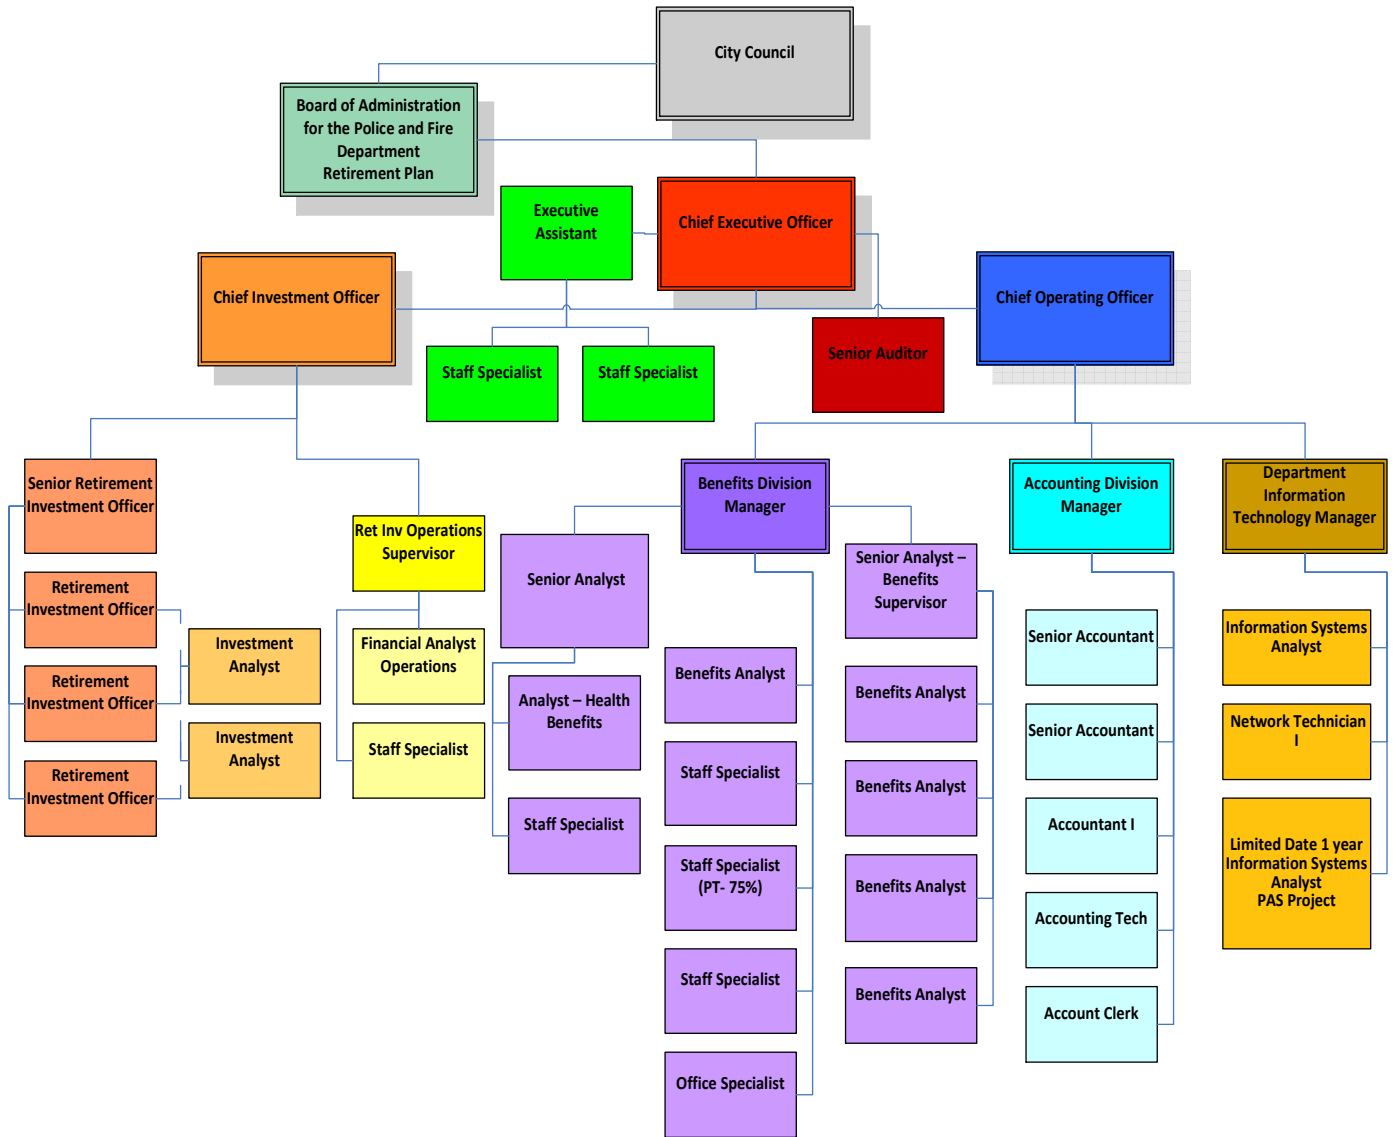 City Council
Board of Administration
for the Police and Fire
Department
Retirement Plan
Executive
Assistant
Chief Executive Officer
Chief Investment Officer
Chief Operating Officer
Staff Specialist
Staff Specialist
Senior Auditor
Senior Retirement
Investment Officer
Retirement
Investment Officer
Retirement
Investment Officer
Retirement
Investment Officer
Investment
Analyst
Investment
Analyst
Ret Inv Operations
Supervisor
Financial Analyst
Operations
Staff Specialist
Benefits Division
Manager
Senior Analyst
Analyst – Health
Benefits
Staff Specialist
Benefits Analyst
Staff Specialist
Staff Specialist
(PT- 75%)
Staff Specialist
Office Specialist
Senior Analyst –
Benefits
Supervisor
Benefits Analyst
Benefits Analyst
Benefits Analyst
Benefits Analyst
Accounting Division
Manager
Senior Accountant
Senior Accountant
Accountant I
Accounting Tech
Account Clerk
Department
Information
Technology Manager
Information Systems
Analyst
Network Technician
I
Limited Date 1 year
Information Systems
Analyst
PAS Project